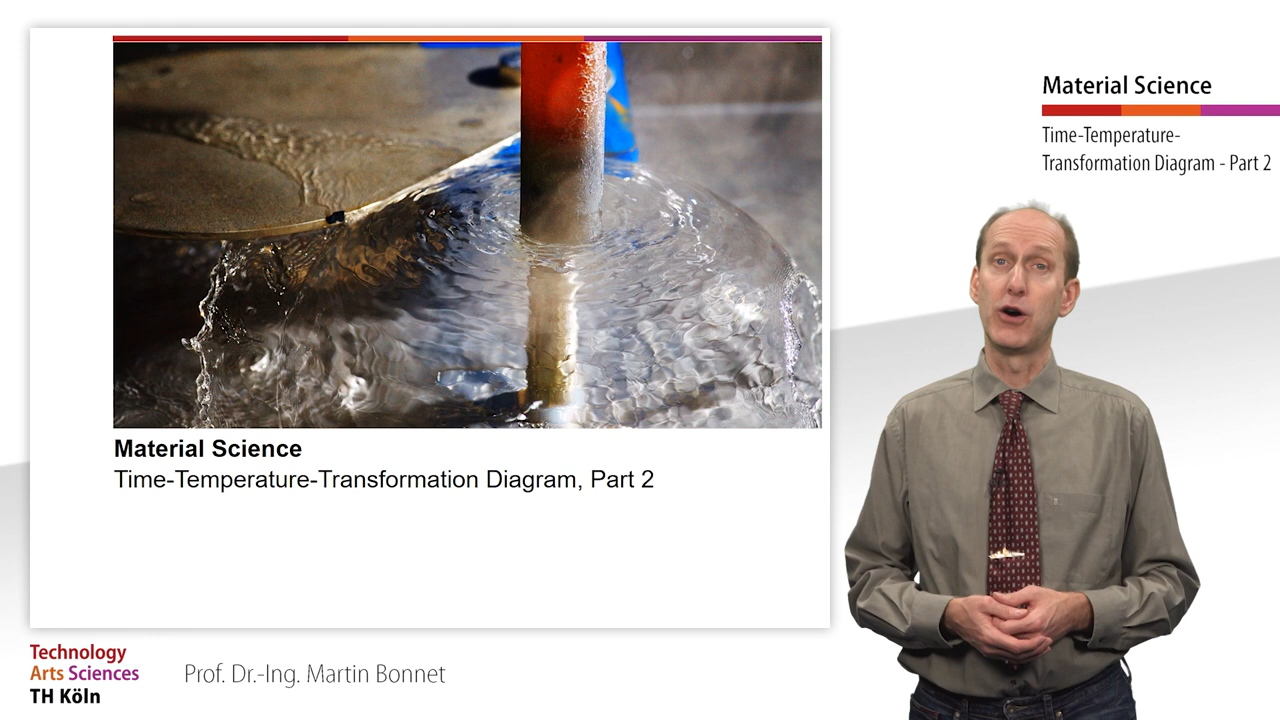 Material Science
Time-Temperature-Transformation Diagram, Part 2
Material Science
Time-Temperature-
Transformation Diagram - Part 2
Technology
Arts Sciences
TH Köln
Prof. Dr.-Ing. Martin Bonnet